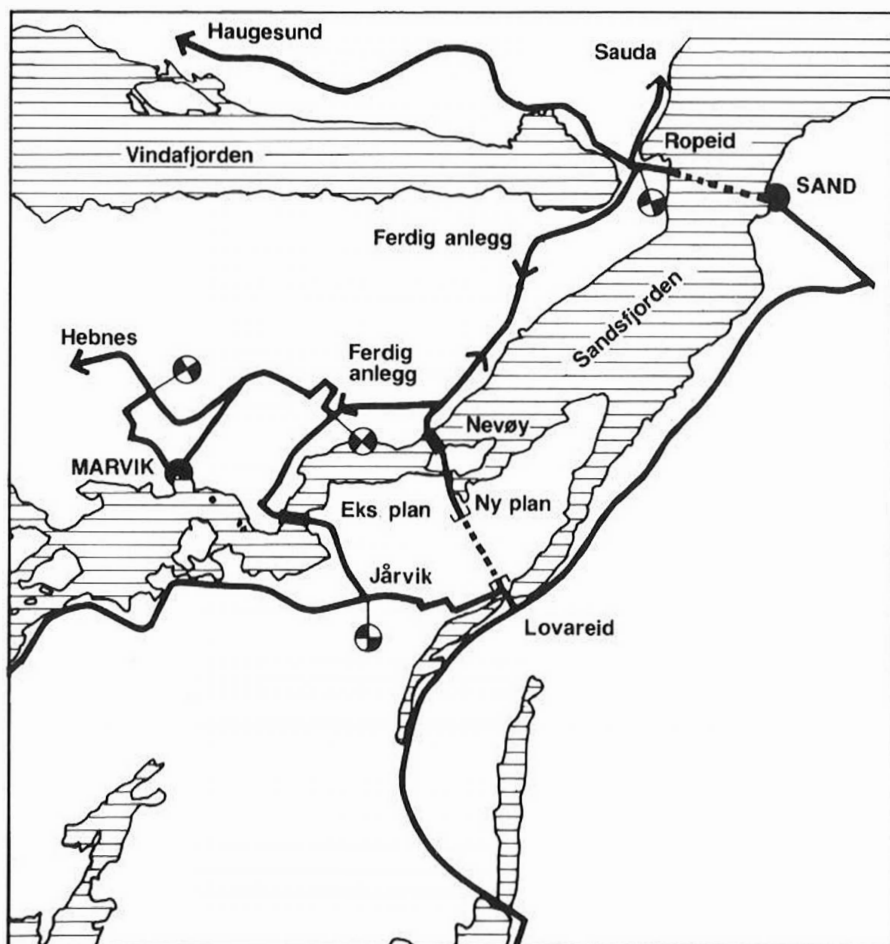 Haugesund
Sauda
Vindafjorden
Ropeid
SAND
Ferdig anlegg
Sandsfjorden
Hebnes
Ferdig
anlegg
Nevøy
MARVIK
Eks. plan
Ny plan
Jårvik
Lovareid